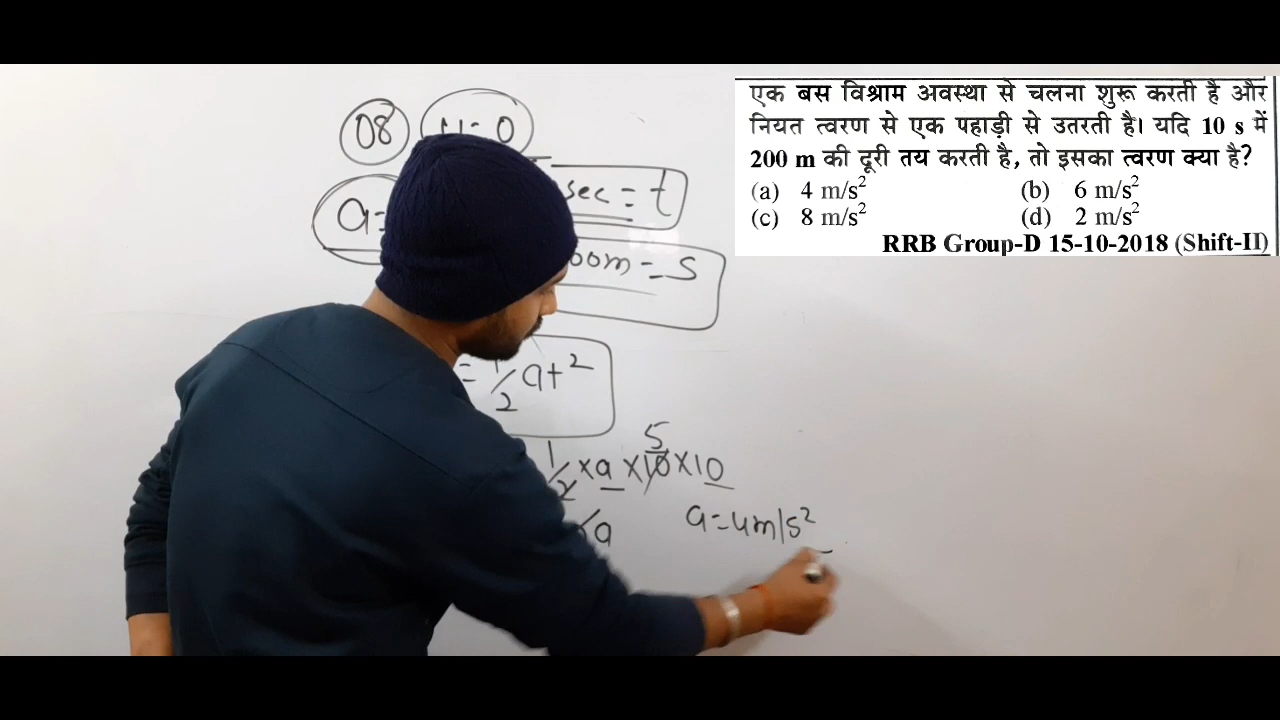 08 u=0
a=
sec = t
00m = S
= 1/2 at²
1/2 × a × 10 × 10
5
a
a=4m/s²
एक बस विश्राम अवस्था से चलना शुरू करती है और
नियत त्वरण से एक पहाड़ी से उतरती है। यदि 10 s में
200 m की दूरी तय करती है, तो इसका त्वरण क्या है?
(a) 4 m/s² (b) 6 m/s²
(c) 8 m/s² (d) 2 m/s²
RRB Group-D 15-10-2018 (Shift-II)